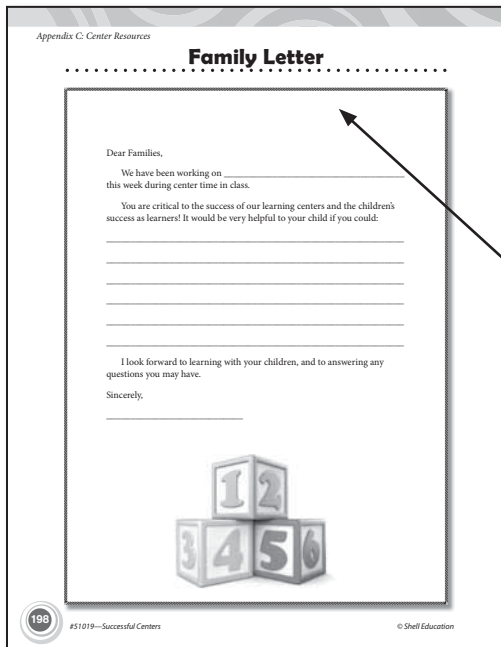 Appendix C: Center Resources
Family Letter
Dear Families,
We have been working on ______________________________________
this week during center time in class.
You are critical to the success of our learning centers and the children's
success as learners! It would be very helpful to your child if you could:
I look forward to learning with your children, and to answering any
questions you may have.
Sincerely,
1 2
3 4 5 6
198
#51019—Successful Centers
© Shell Education